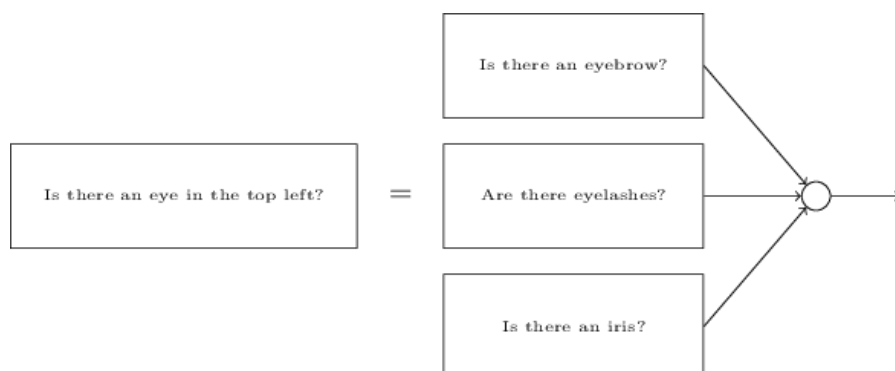 Is there an eyebrow?
Is there an eye in the top left?
=
Are there eyelashes?
Is there an iris?